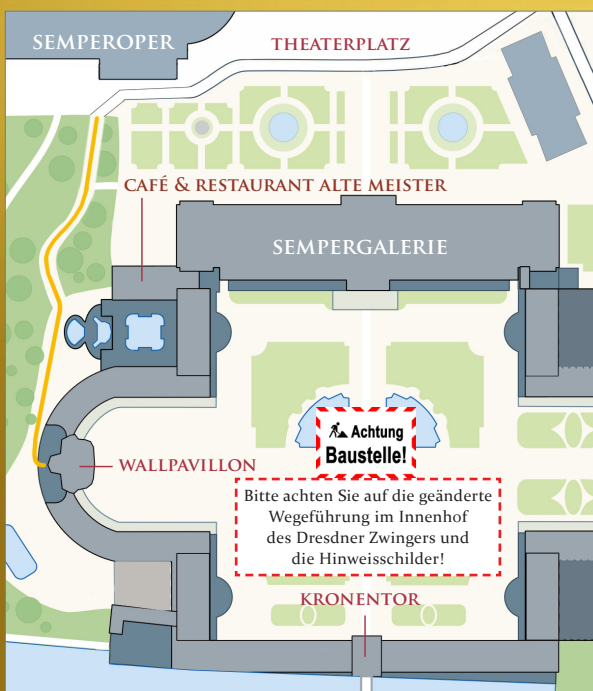 SEMPEROPER
THEATERPLATZ
CAFÉ & RESTAURANT ALTE MEISTER
SEMPERGALERIE
Achtung
Baustelle!
WALLPAVILLON
Bitte achten Sie auf die geänderte
Wegeführung im Innenhof
des Dresdner Zwingers und
die Hinweisschilder!
KRONENTOR